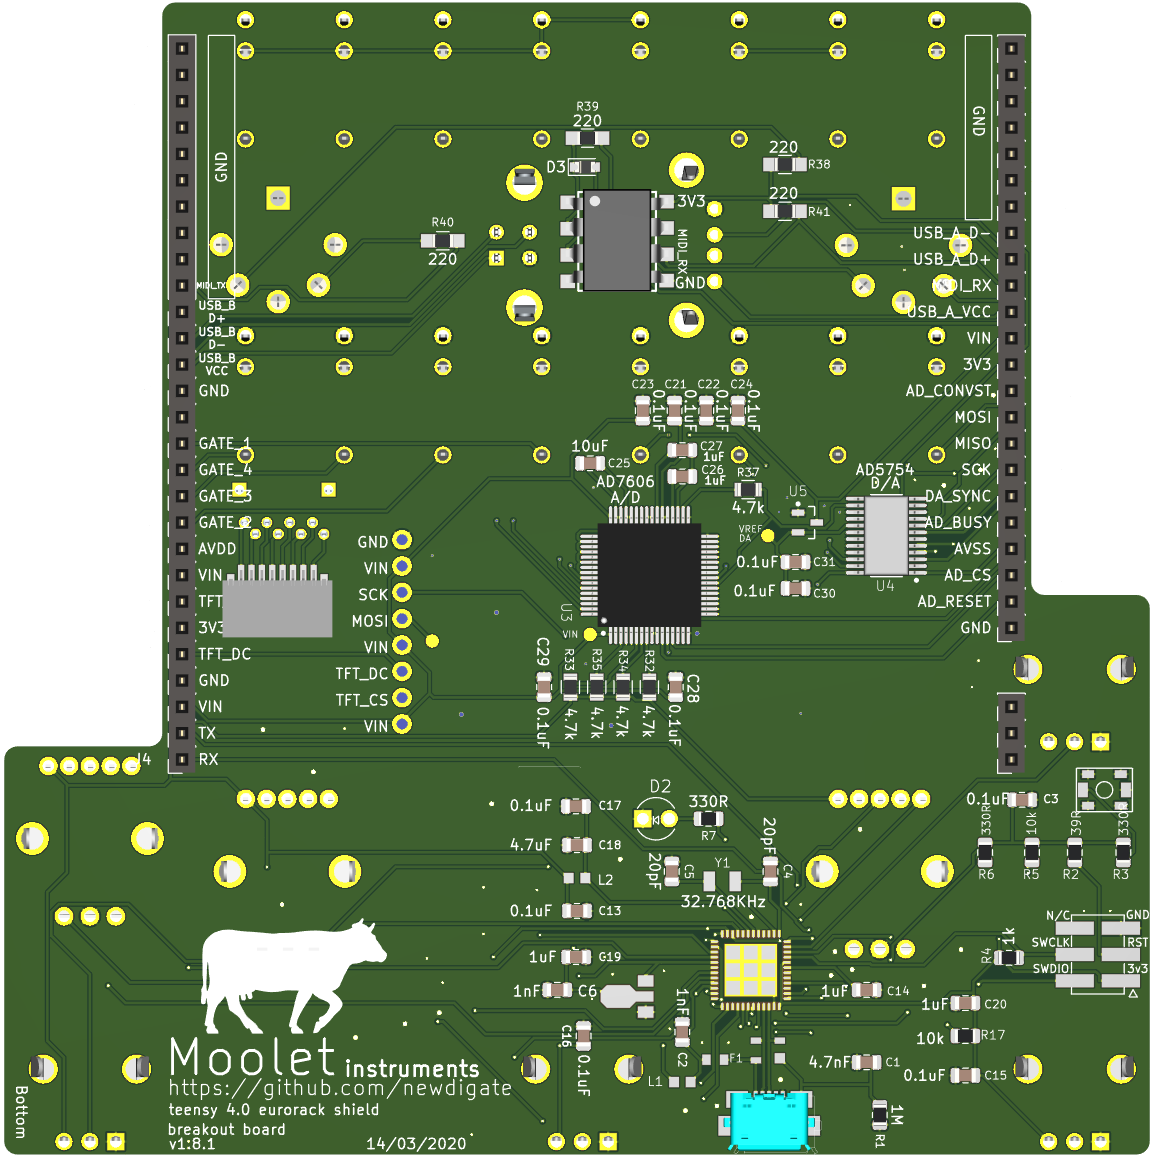 R39
220
D3
GND
GND
220
R38
220
R41
R40
220
3V3
MIDI_RX
GND
USB_A_D-
USB_A_D+
MIDI_TX
USB_B
D+
USB_B
D-
USB_B
VCC
GND
USB_A_VCC
VIN
3V3
AD_CONVST
MOSI
MISO
SCK
DA_SYNC
AD_BUSY
AVSS
AD_CS
AD_RESET
GND
GATE_1
GATE_4
GATE_3
GATE_2
AVDD
VIN
3V3
TFT_DC
GND
VIN
TX
RX
C23
C21
C22
C24
0.1uF
0.1uF
0.1uF
0.1uF
10uF
C25
C27
1uF
C26
1uF
AD7606
A/D
R37
4.7k
U5
AD5754
D/A
VREF
DA
0.1uF
C31
0.1uF
C30
U4
U3
VIN
GND
VIN
SCK
MOSI
VIN
TFT_DC
TFT_CS
VIN
C29
R33
R35
R34
R32
C28
0.1uF
4.7k
4.7k
4.7k
4.7k
0.1uF
J4
0.1uF
C17
4.7uF
C18
L2
0.1uF
C13
1uF
G19
1nF
C6
C16
0.1uF
D2
330R
R7
20pF
C5
Y1
20pF
C4
32.768KHz
0.1uF
C3
330R
10k
39R
330R
R6
R5
R2
R3
N/C
GND
SWCLK
RST
SWDIO
3v3
R4
1k
1uF
C14
1uF
C20
10k
R17
0.1uF
C15
4.7nF
C1
1M
R1
1nF
C2
F1
L1
Moolet instruments
https://github.com/newdigate
teensy 4.0 eurorack shield
breakout board
v1:8.1
14/03/2020
Bottom